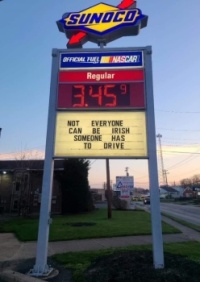 SUNOCO
OFFICIAL FUEL NASCAR
Regular
3.45 9
NOT EVERYONE
CAN BE IRISH
SOMEONE HAS
TO DRIVE